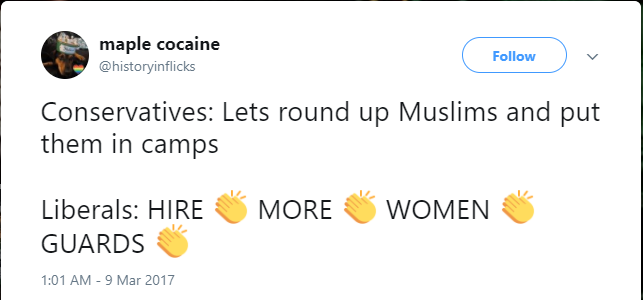 maple cocaine
@historyinflicks
Follow
Conservatives: Lets round up Muslims and put
them in camps
Liberals: HIRE 👏 MORE 👏 WOMEN 👏
GUARDS 👏
1:01 AM - 9 Mar 2017